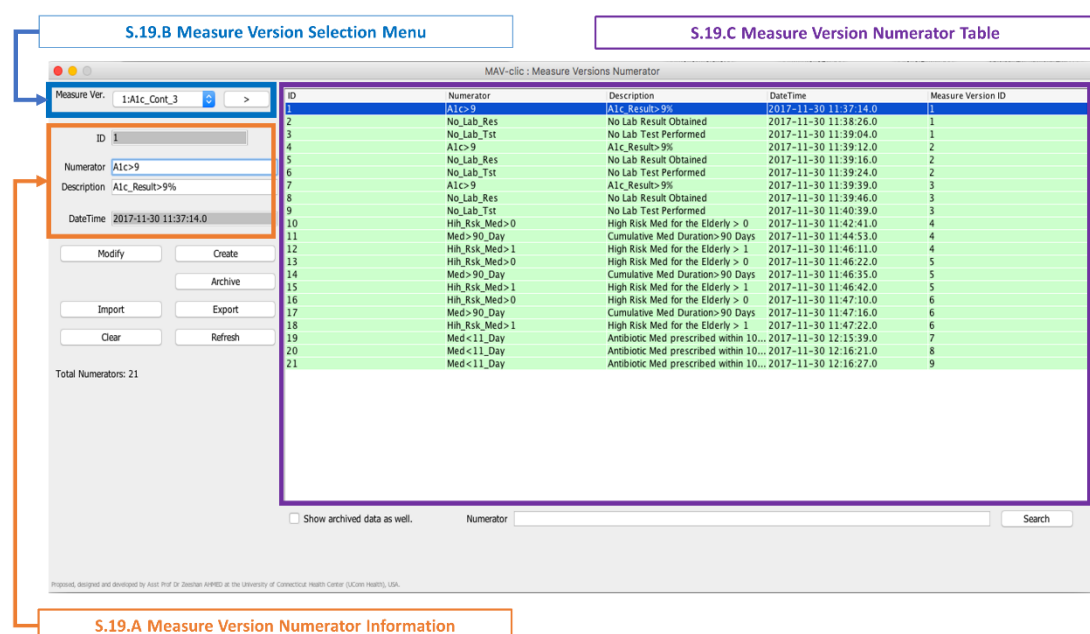 S.19.B Measure Version Selection Menu
S.19.C Measure Version Numerator Table
MAV-clic : Measure Versions Numerator
Measure Ver. 1:A1c_Cont_3 >
ID 1
Numerator A1c>9
Description A1c_Result>9%
DateTime 2017-11-30 11:37:14.0
Modify Create
Archive
Import Export
Clear Refresh
Total Numerators: 21
ID Numerator Description DateTime Measure Version ID
1 A1c>9 A1c_Result>9% 2017-11-30 11:37:14.0 1
2 No_Lab_Res No Lab Result Obtained 2017-11-30 11:38:26.0 1
3 No_Lab_Tst No Lab Test Performed 2017-11-30 11:39:04.0 1
4 A1c>9 A1c_Result>9% 2017-11-30 11:39:12.0 2
5 No_Lab_Res No Lab Result Obtained 2017-11-30 11:39:16.0 2
6 No_Lab_Tst No Lab Test Performed 2017-11-30 11:39:24.0 2
7 A1c>9 A1c_Result>9% 2017-11-30 11:39:39.0 3
8 No_Lab_Res No Lab Result Obtained 2017-11-30 11:39:46.0 3
9 No_Lab_Tst No Lab Test Performed 2017-11-30 11:40:39.0 3
10 Hih_Rsk_Med>0 High Risk Med for the Elderly > 0 2017-11-30 11:42:41.0 4
11 Med>90_Day Cumulative Med Duration>90 Days 2017-11-30 11:44:53.0 4
12 Hih_Rsk_Med>1 High Risk Med for the Elderly > 1 2017-11-30 11:46:11.0 4
13 Hih_Rsk_Med>0 High Risk Med for the Elderly > 0 2017-11-30 11:46:22.0 5
14 Med>90_Day Cumulative Med Duration>90 Days 2017-11-30 11:46:35.0 5
15 Hih_Rsk_Med>1 High Risk Med for the Elderly > 1 2017-11-30 11:46:42.0 5
16 Hih_Rsk_Med>0 High Risk Med for the Elderly > 0 2017-11-30 11:47:10.0 6
17 Med>90_Day Cumulative Med Duration>90 Days 2017-11-30 11:47:16.0 6
18 Hih_Rsk_Med>1 High Risk Med for the Elderly > 1 2017-11-30 11:47:22.0 6
19 Med<11_Day Antibiotic Med prescribed within 10... 2017-11-30 12:15:39.0 7
20 Med<11_Day Antibiotic Med prescribed within 10... 2017-11-30 12:16:21.0 8
21 Med<11_Day Antibiotic Med prescribed within 10... 2017-11-30 12:16:27.0 9
Show archived data as well. Numerator Search
Proposed, designed and developed by Asst Prof Dr Zeeshan AHMED at the University of Connecticut Health Center (UConn Health), USA.
S.19.A Measure Version Numerator Information